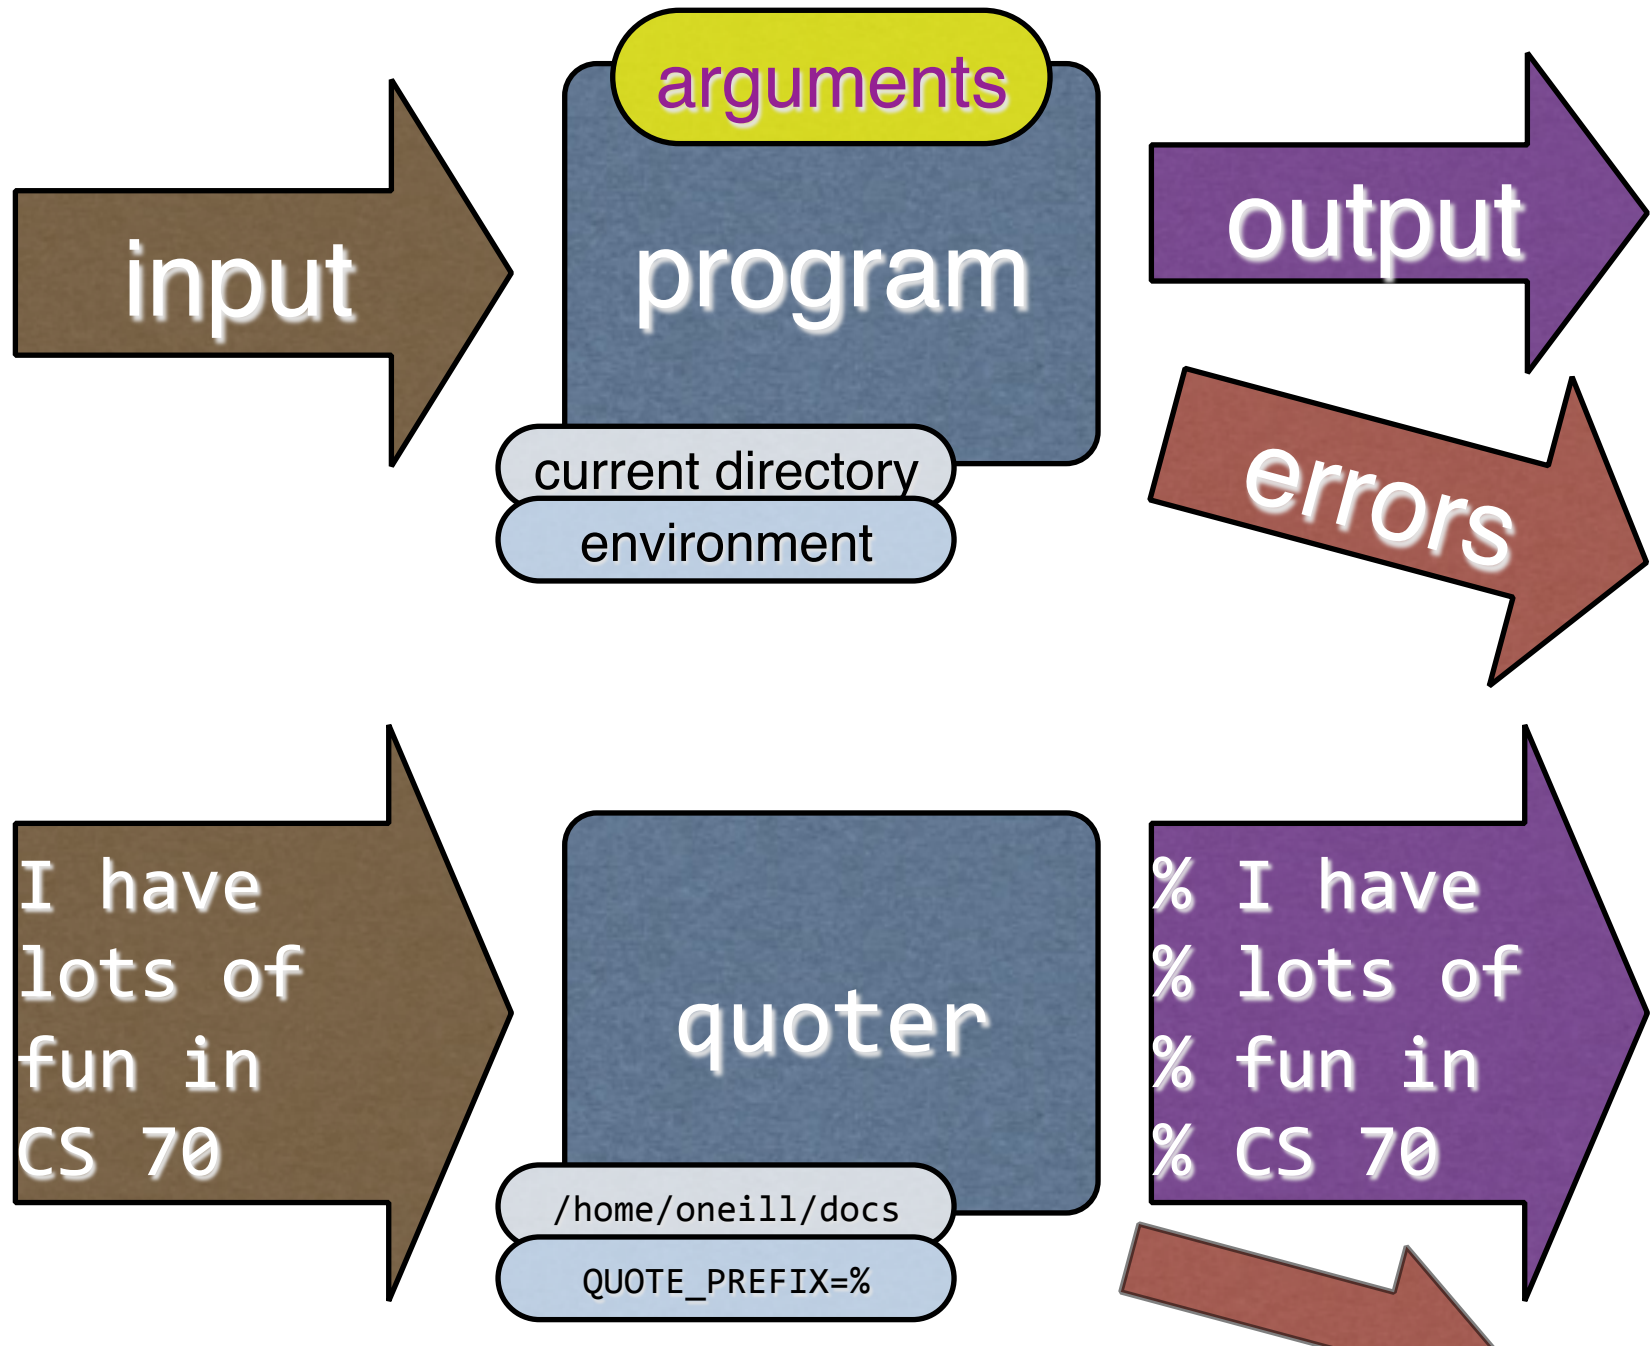 arguments
input
program
output
current directory
environment
errors
I have
lots of
fun in
CS 70
quoter
/home/oneill/docs
QUOTE_PREFIX=%
% I have
% lots of
% fun in
% CS 70